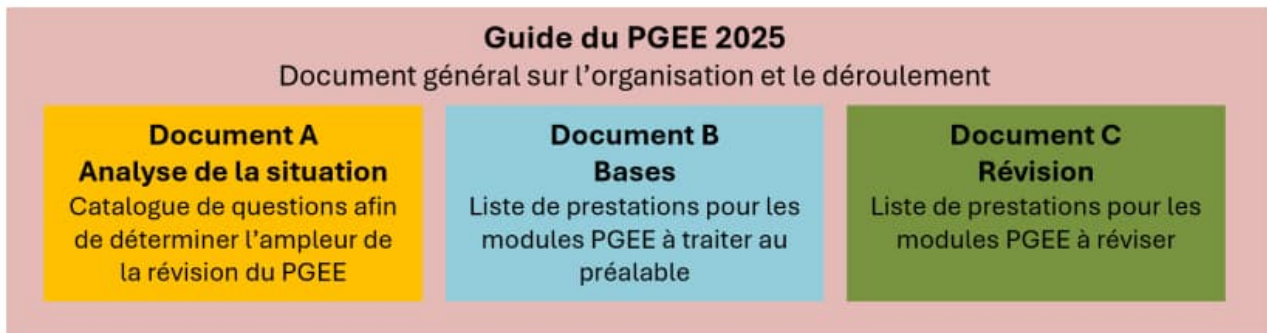 Guide du PGEE 2025
Document général sur l’organisation et le déroulement
Document A
Analyse de la situation
Catalogue de questions afin
de déterminer l’ampleur de
la révision du PGEE
Document B
Bases
Liste de prestations pour les
modules PGEE à traiter au
préalable
Document C
Révision
Liste de prestations pour les
modules PGEE à réviser